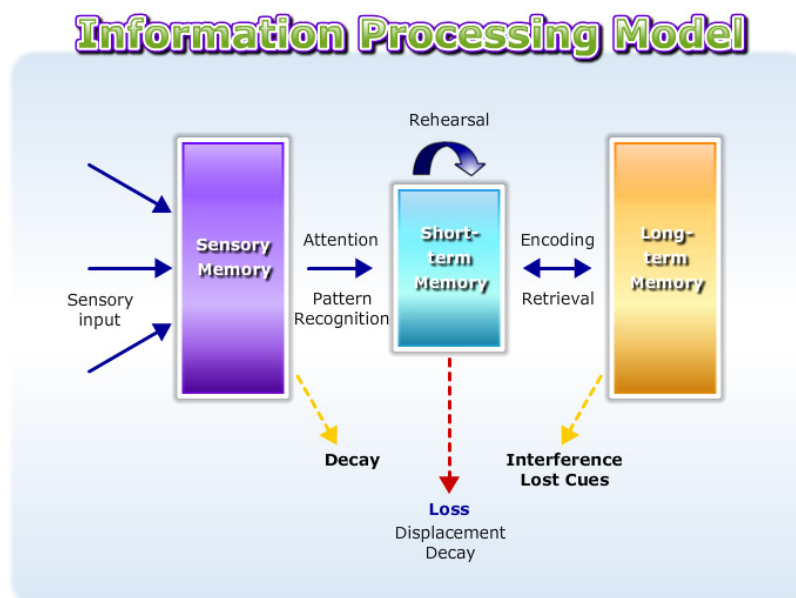 Information Processing Model
Rehearsal
Sensory
input
Sensory
Memory
Attention
Pattern
Recognition
Short-
term
Memory
Encoding
Retrieval
Long-
term
Memory
Decay
Loss
Displacement
Decay
Interference
Lost Cues